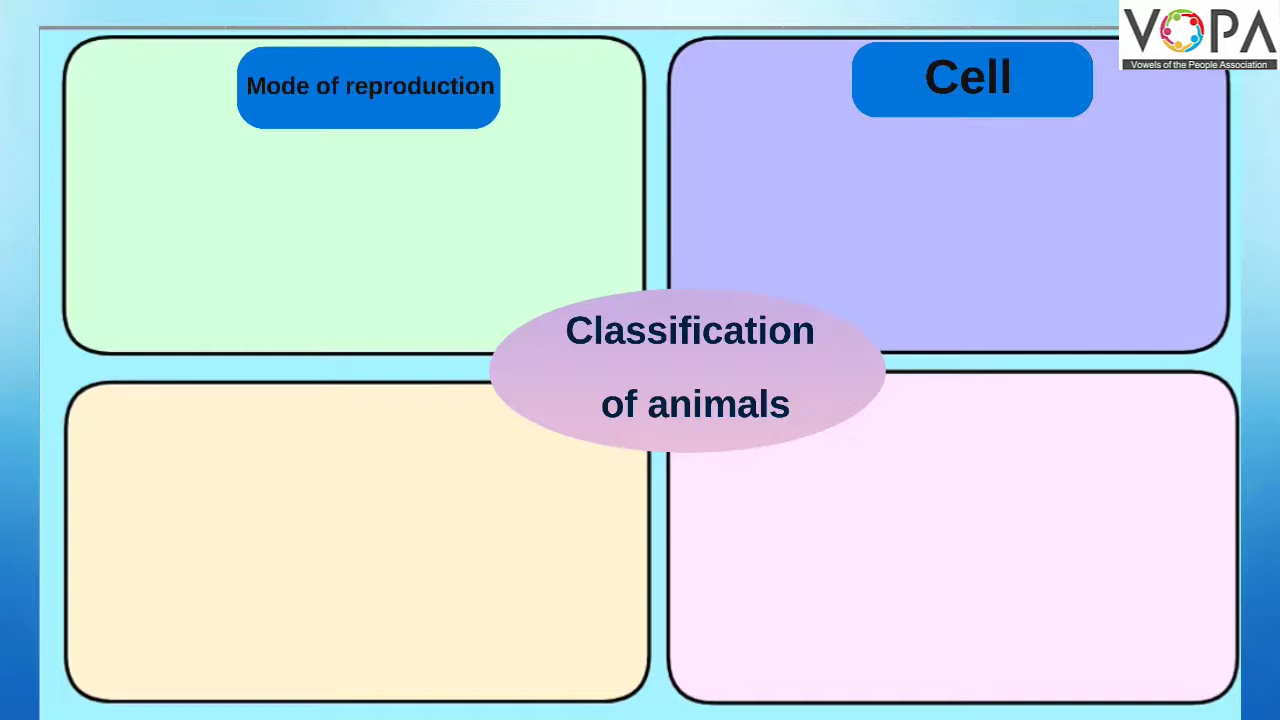 VOPA
Vowels of the People Association
Mode of reproduction
Cell
Classification
of animals